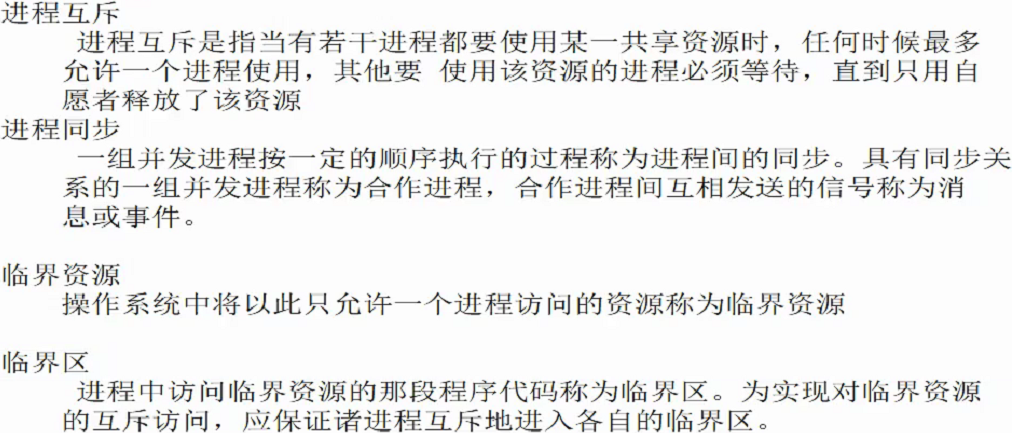 进程互斥
进程互斥是指当有若干进程都要使用某一共享资源时，任何时候最多
允许一个进程使用，其他要 使用该资源的进程必须等待，直到只用自
愿者释放了该资源
进程同步
一组并发进程按一定的顺序执行的过程称为进程间的同步。具有同步关
系的一组并发进程称为合作进程，合作进程间互相发送的信号称为消
息或事件。
临界资源
操作系统中将以此只允许一个进程访问的资源称为临界资源
临界区
进程中访问临界资源的那段程序代码称为临界区。为实现对临界资源
的互斥访问，应保证诸进程互斥地进入各自的临界区。